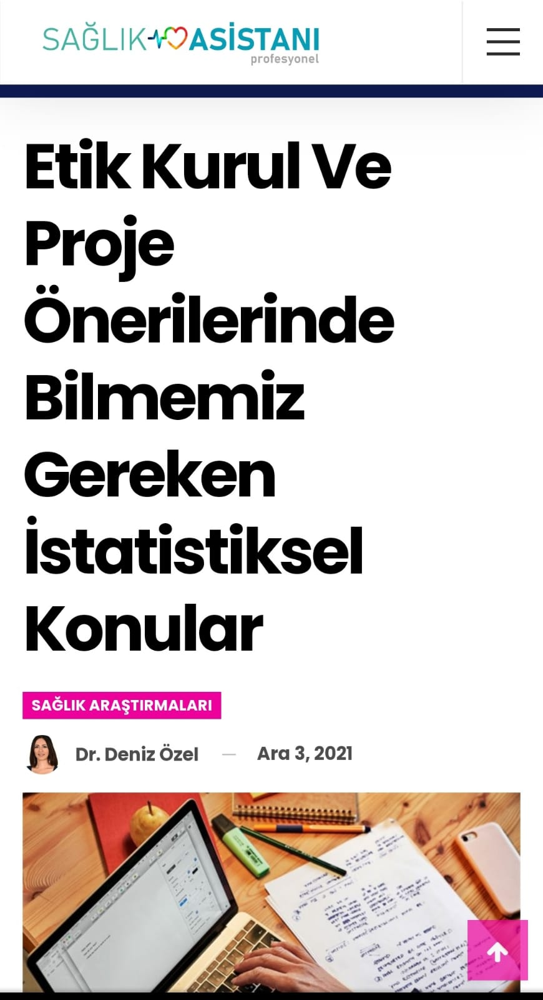 SAĞLIK ASİSTANI
profesyonel
Etik Kurul Ve
Proje
Önerilerinde
Bilmemiz
Gereken
İstatistiksel
Konular
SAĞLIK ARAŞTIRMALARI
Dr. Deniz Özel — Ara 3, 2021